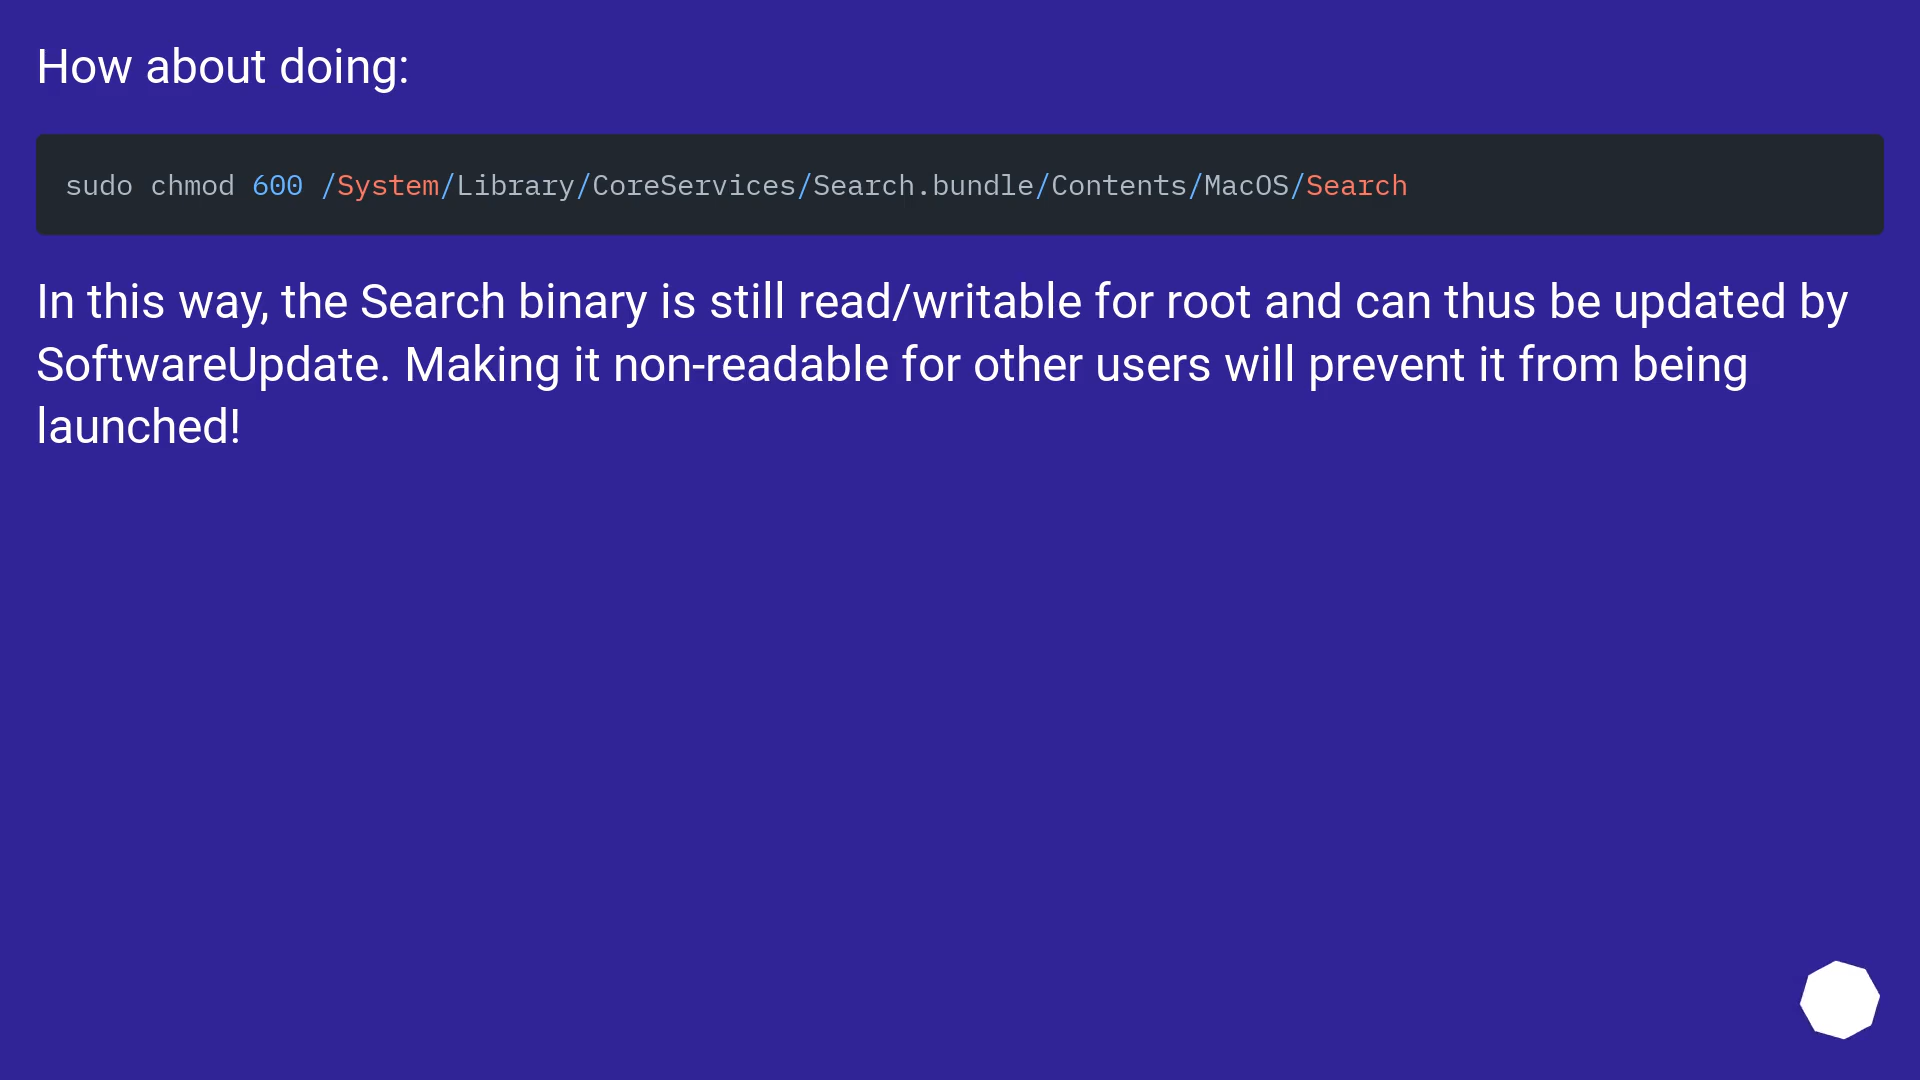 How about doing:
sudo chmod 600 /System/Library/CoreServices/Search.bundle/Contents/MacOS/Search
In this way, the Search binary is still read/writable for root and can thus be updated by
SoftwareUpdate. Making it non-readable for other users will prevent it from being
launched!